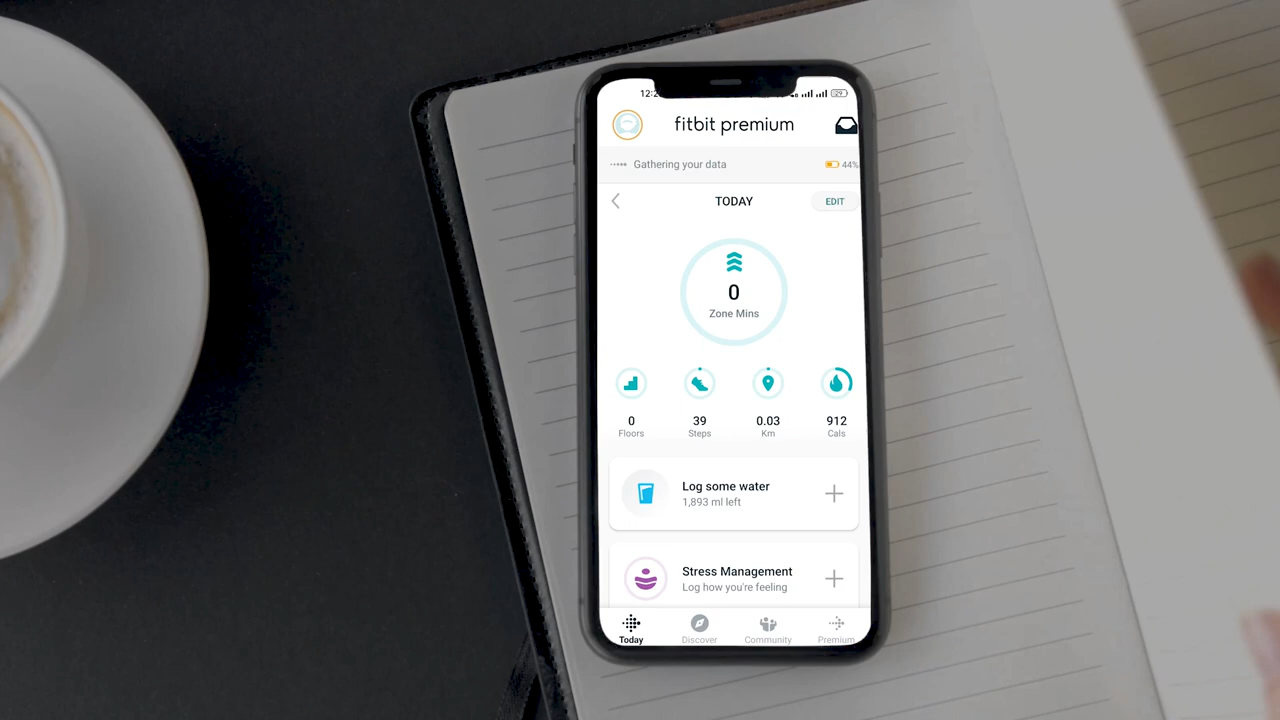 fitbit premium
Gathering your data
44%
TODAY
EDIT
0
Zone Mins
0 39 0.03 912
Floors Steps Km Cals
Log some water
1,893 ml left
Stress Management
Log how you're feeling
Today Discover Community Premium